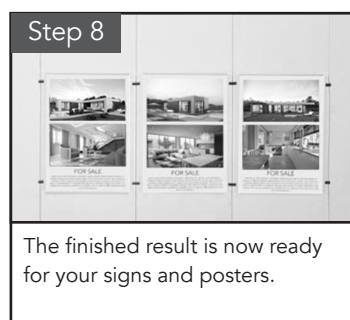 Step 8
FOR SALE
FOR SALE
FOR SALE
The finished result is now ready
for your signs and posters.